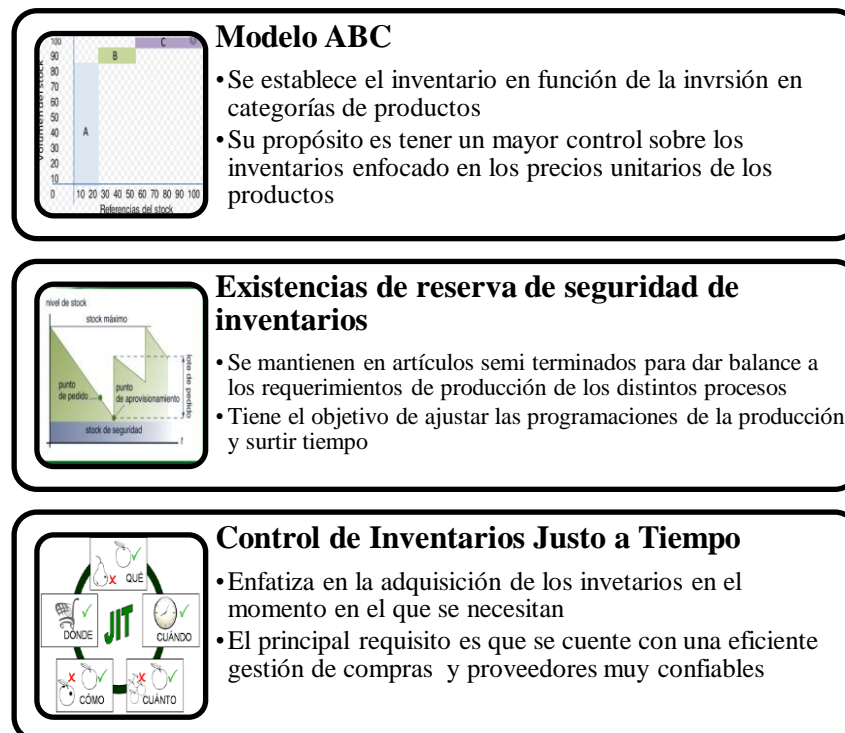 Modelo ABC
•Se establece el inventario en función de la invrsión en
categorías de productos
•Su propósito es tener un mayor control sobre los
inventarios enfocado en los precios unitarios de los
productos
100
90
80
70
60
50
40
30
20
10
0
A
B
C
10 20 30 40 50 60 70 80 90 100
Referencias del stock
Existencias de reserva de seguridad de
inventarios
• Se mantienen en artículos semi terminados para dar balance a
los requerimientos de producción de los distintos procesos
• Tiene el objetivo de ajustar las programaciones de la producción
y surtir tiempo
nivel de stock
stock máximo
punto
de pedido
punto
de aprovisionamiento
lote de pedido
stock de seguridad
t
Control de Inventarios Justo a Tiempo
•Enfatiza en la adquisición de los invetarios en el
momento en el que se necesitan
•El principal requisito es que se cuente con una eficiente
gestión de compras y proveedores muy confiables
QUÉ
DÓNDE
JIT
CUÁNDO
CÓMO
CUÁNTO